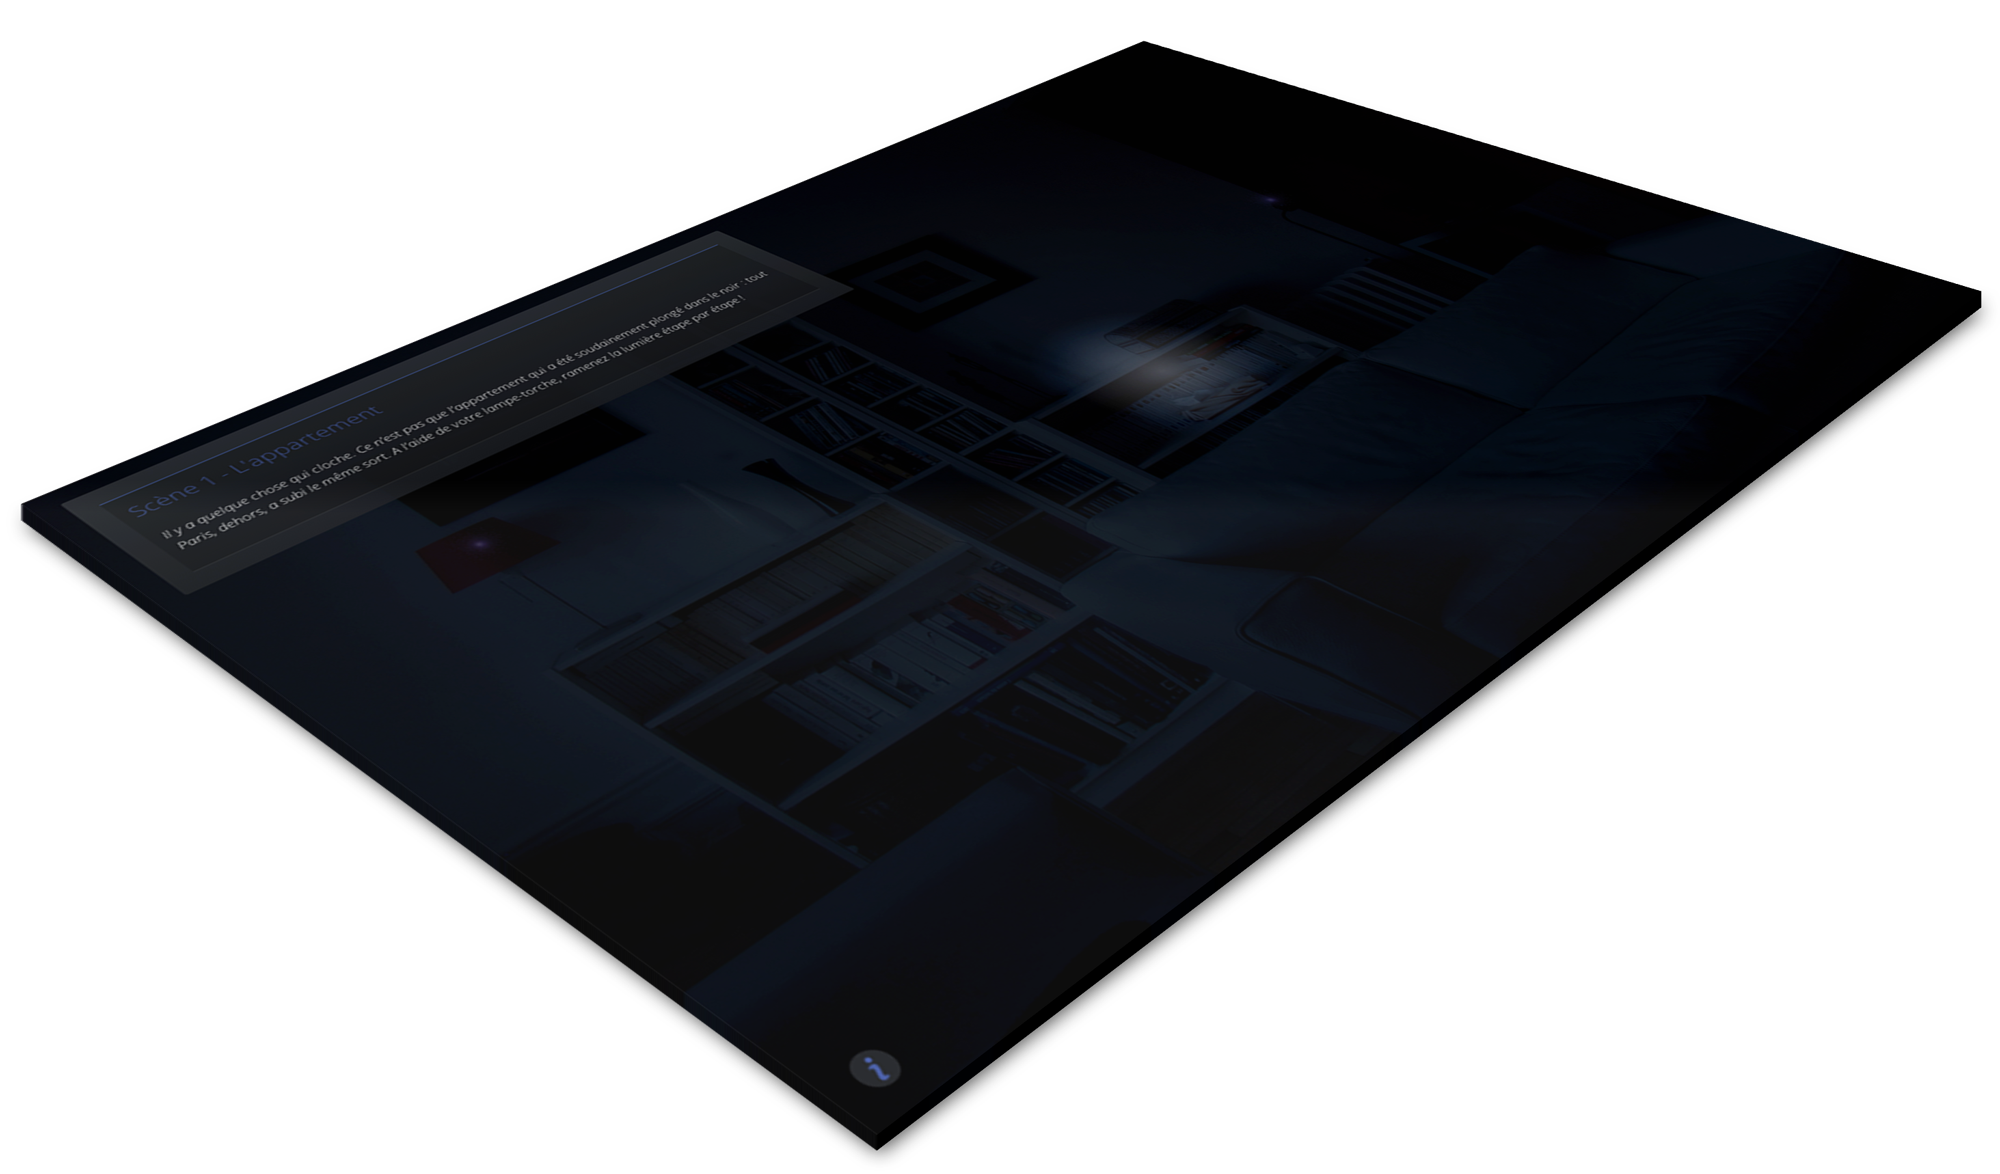 Scène 1 - L'appartement
Il y a quelque chose qui cloche. Ce n'est pas que l'appartement qui a été soudainement plongé dans le noir : tout
Paris, dehors, a subi le même sort. A l'aide de votre lampe-torche, ramenez la lumière étape par étape !
i